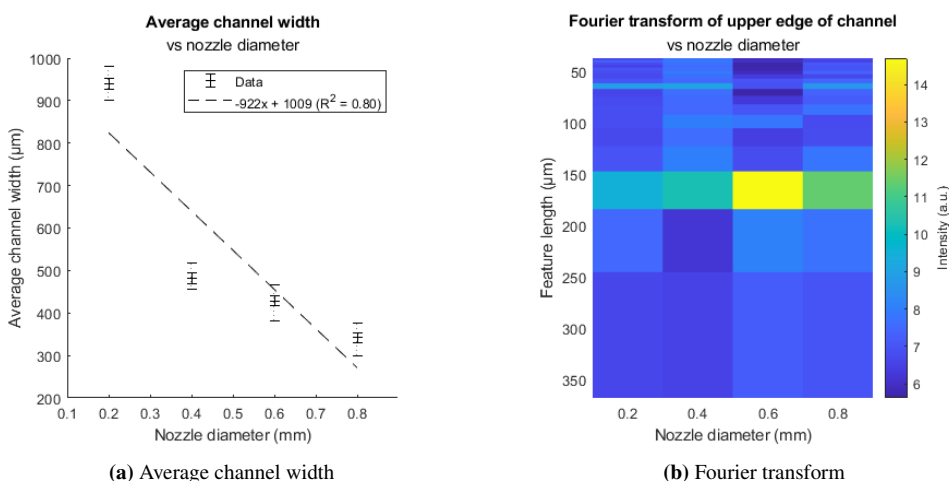 Average channel width
vs nozzle diameter
1000
900
800
700
600
500
400
300
200
0.1
0.2
0.3
0.4
0.5
0.6
0.7
0.8
Average channel width (μm)
Nozzle diameter (mm)
Data
-922x + 1009 (R² = 0.80)
(a) Average channel width
Fourier transform of upper edge of channel
vs nozzle diameter
50
100
150
200
250
300
350
0.2
0.4
0.6
0.8
Feature length (μm)
Nozzle diameter (mm)
14
13
12
11
10
9
8
7
6
Intensity (a.u.)
(b) Fourier transform